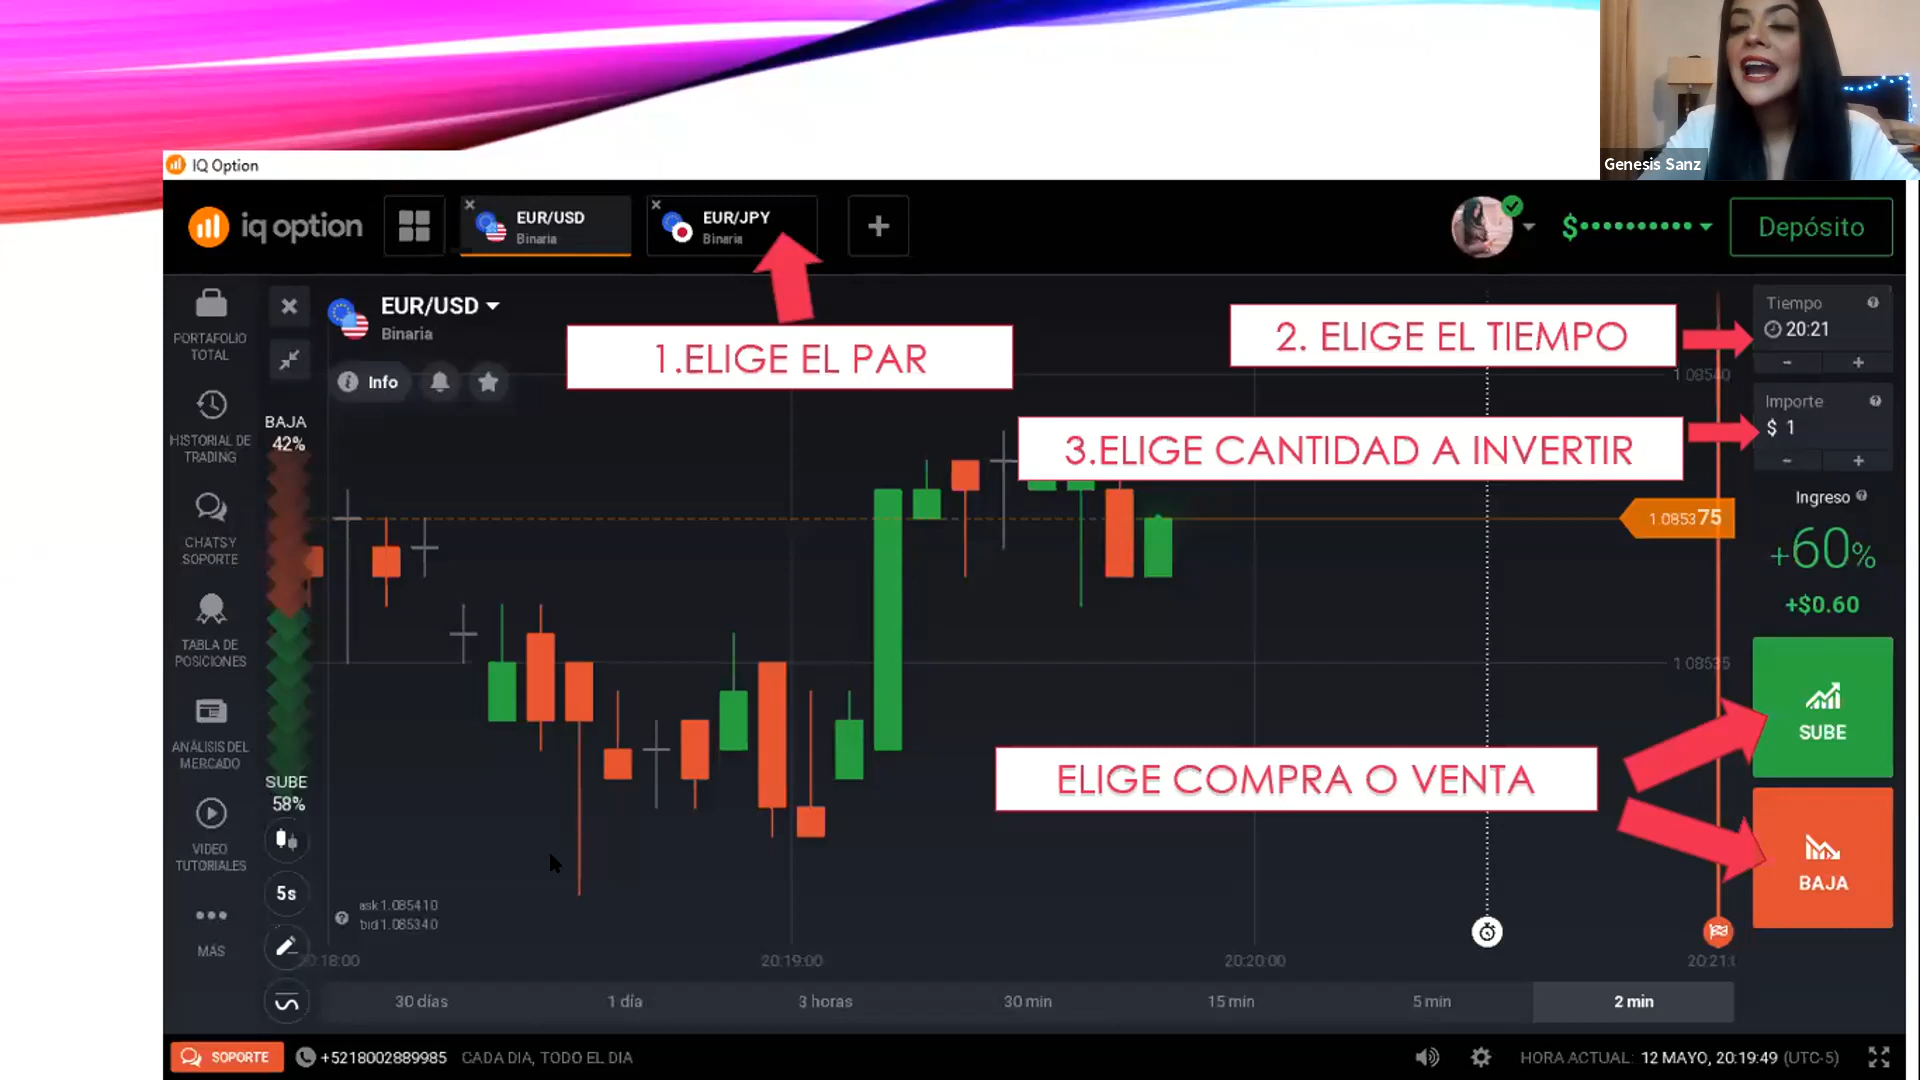 Genesis Sanz
IQ Option
iq option
EUR/USD
Binaria
EUR/JPY
Binaria
$••••••••••
Depósito
EUR/USD
Binaria
Info
1.ELIGE EL PAR
2. ELIGE EL TIEMPO
3.ELIGE CANTIDAD A INVERTIR
ELIGE COMPRA O VENTA
Tiempo
20:21
- +
1.08540
Importe
$ 1
- +
Ingreso
1.085375
+60%
+$0.60
1.08535
SUBE
BAJA
PORTAFOLIO
TOTAL
HISTORIAL DE
TRADING
CHATS Y
SOPORTE
TABLA DE
POSICIONES
ANÁLISIS DEL
MERCADO
VIDEO
TUTORIALES
MÁS
BAJA
42%
SUBE
58%
5s
ask 1.085410
bid 1.085340
20:19:00
20:20:00
30 días
1 día
3 horas
30 min
15 min
5 min
2 min
SOPORTE
+5218002889985
CADA DIA, TODO EL DIA
HORA ACTUAL: 12 MAYO, 20:19:49 (UTC-5)